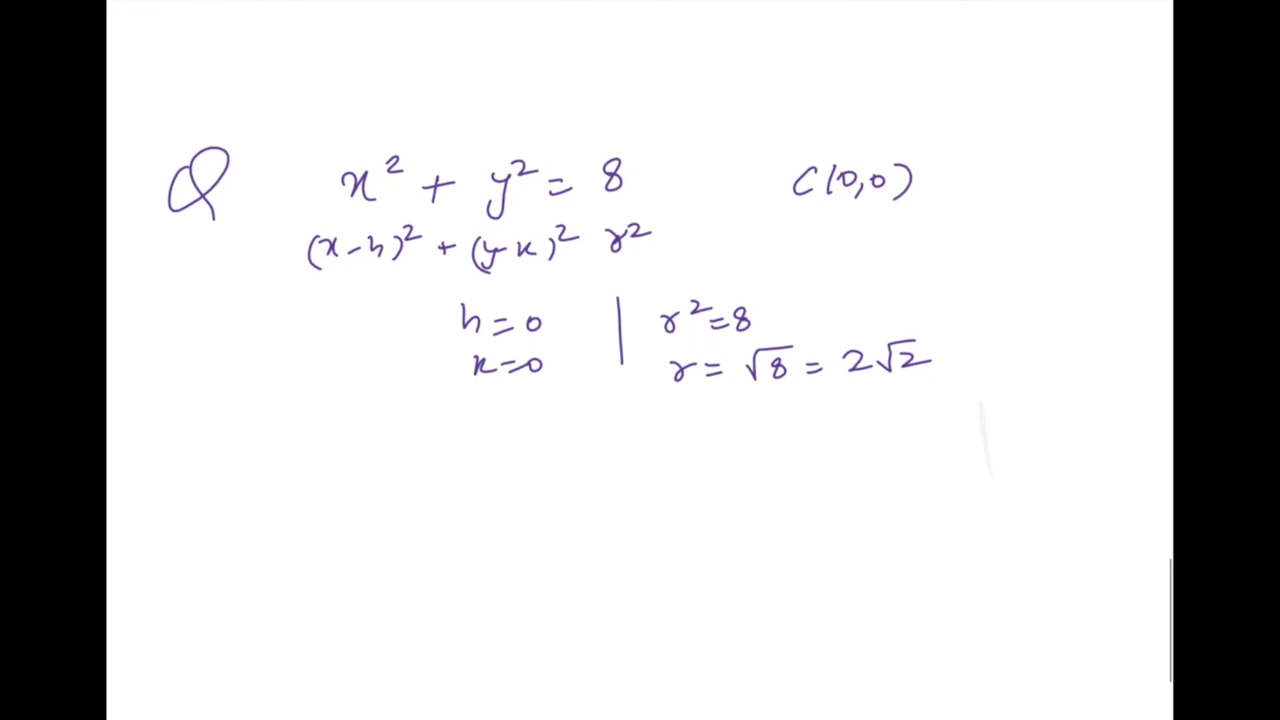 Q x² + y² = 8 C(0,0)
(x-h)² + (y-k)² r²
h=0 | r²=8
k=0 r = √8 = 2√2